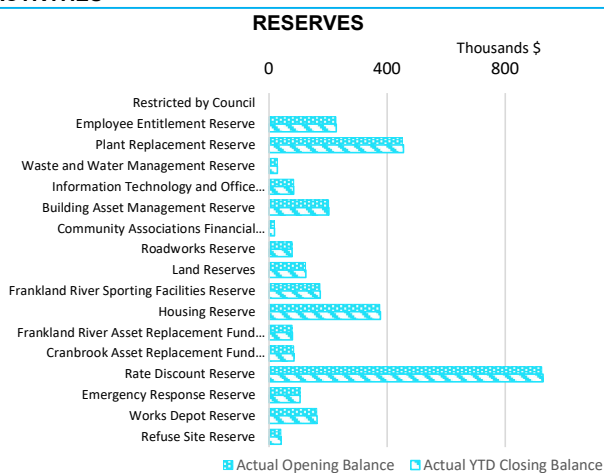 RESERVES
Thousands $
0 400 800
Restricted by Council
Employee Entitlement Reserve
Plant Replacement Reserve
Waste and Water Management Reserve
Information Technology and Office...
Building Asset Management Reserve
Community Associations Financial...
Roadworks Reserve
Land Reserves
Frankland River Sporting Facilities Reserve
Housing Reserve
Frankland River Asset Replacement Fund...
Cranbrook Asset Replacement Fund...
Rate Discount Reserve
Emergency Response Reserve
Works Depot Reserve
Refuse Site Reserve
Actual Opening Balance Actual YTD Closing Balance